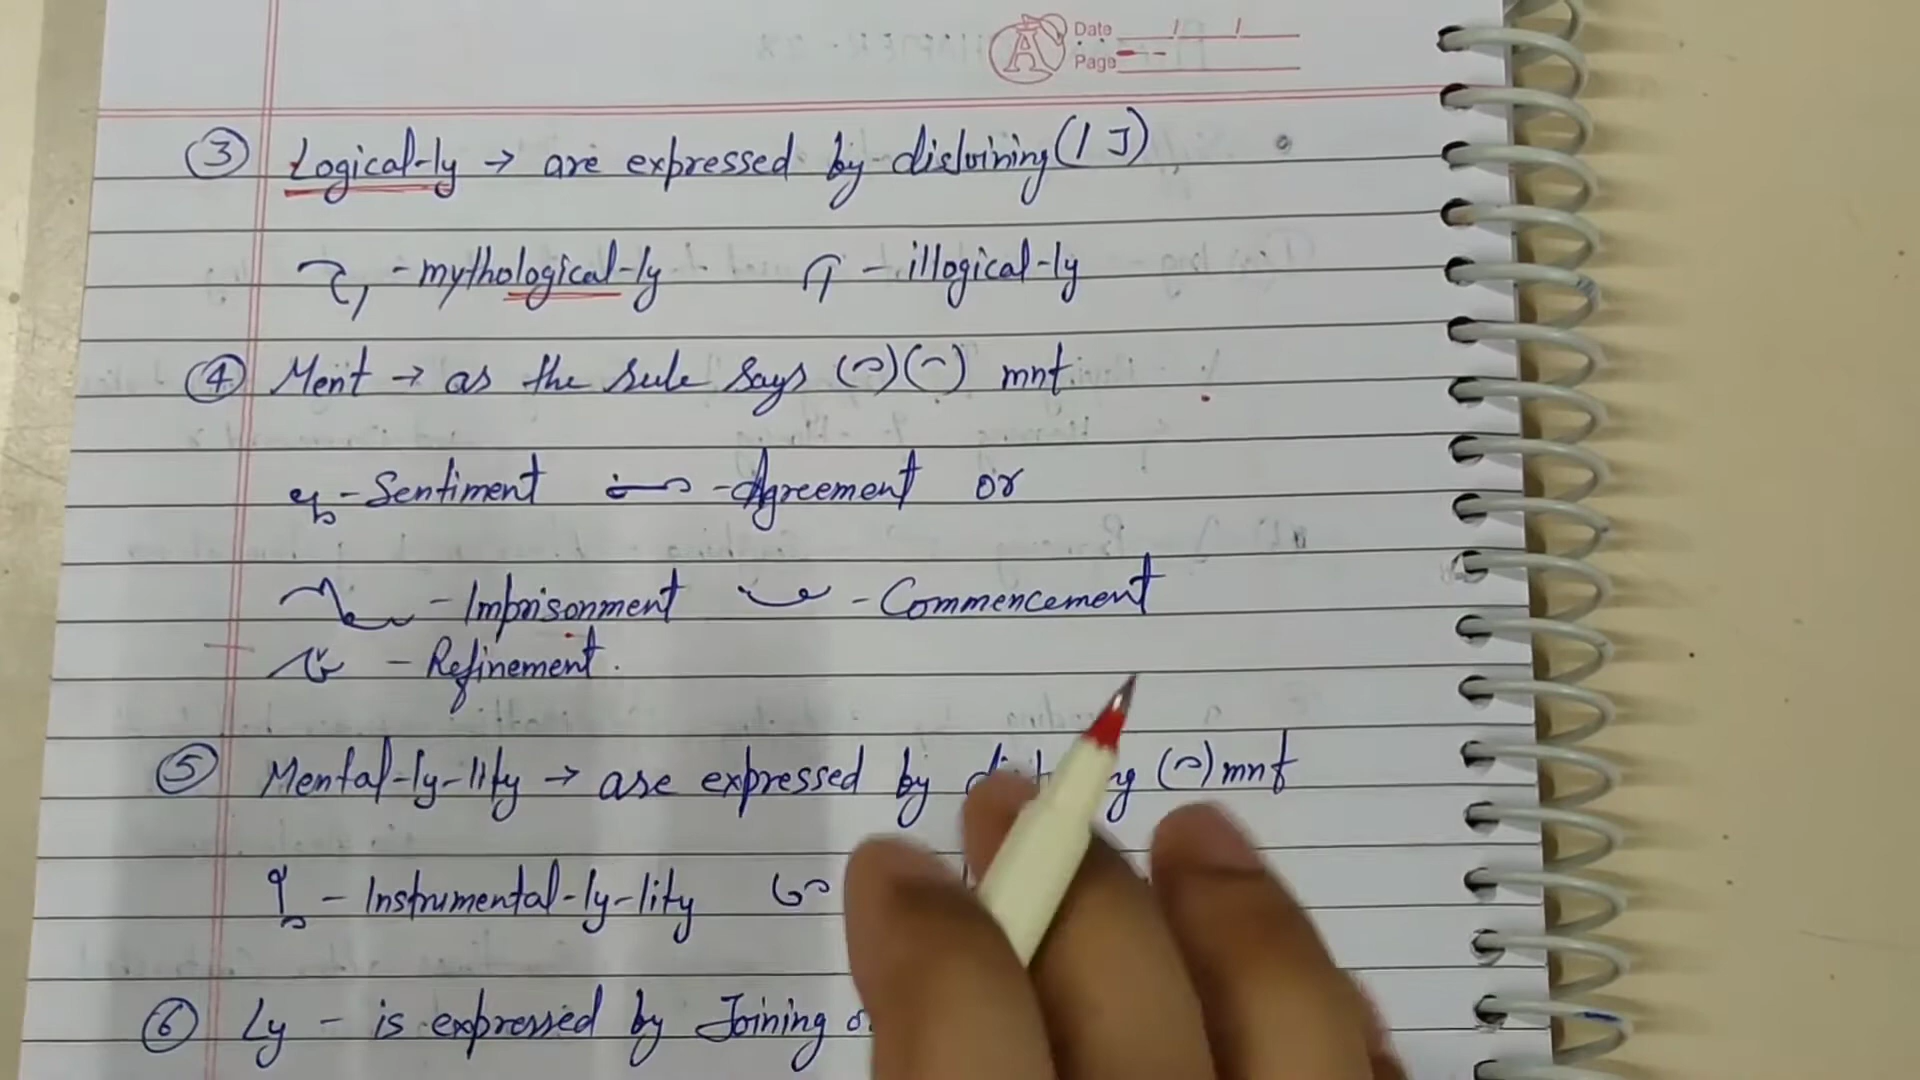 A Date / /
Page
③ Logical-ly → are expressed by disjoining (/ J)
- mythological-ly - illogical-ly
④ Ment → as the rule says ( ) ( ) mnt
- Sentiment - Agreement or
- Imprisonment - Commencement
- Refinement.
⑤ Mental-ly-lity → are expressed by ( ) mnt
- Instrumental-ly-lity
⑥ Ly - is expressed by Joining